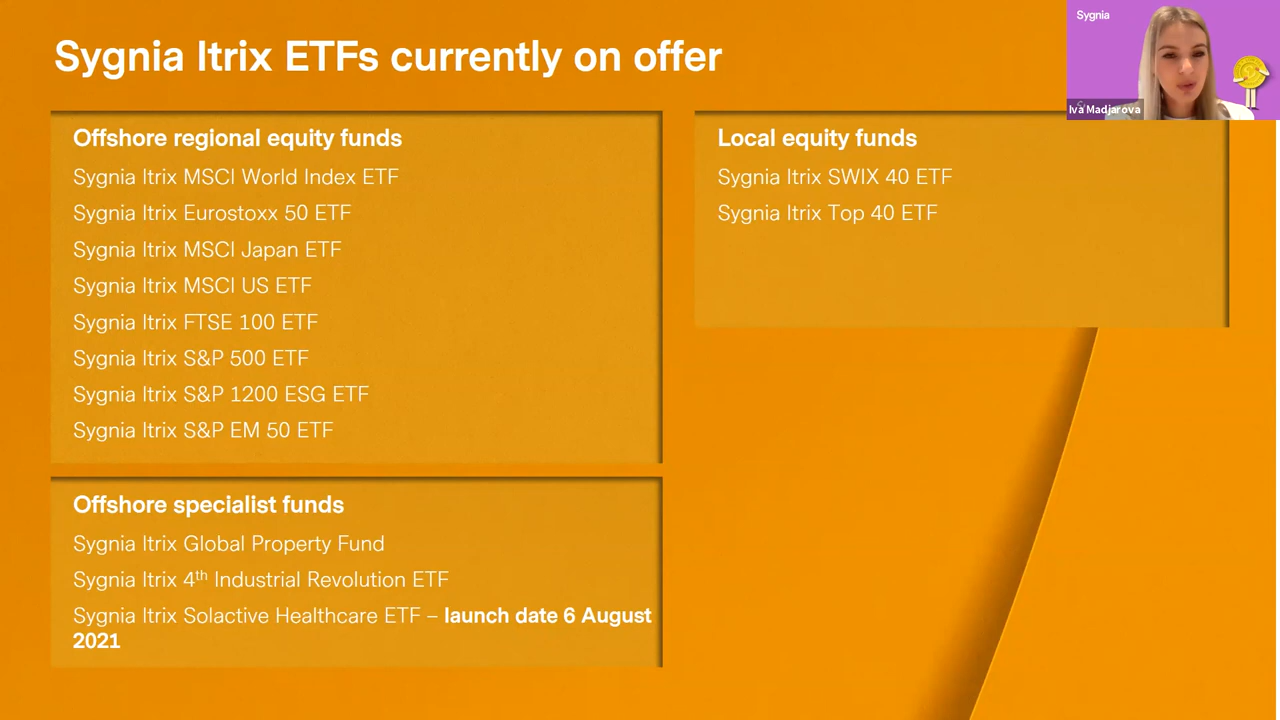 Sygnia Itrix ETFs currently on offer
Sygnia
Iva Madjarova
Offshore regional equity funds
Sygnia Itrix MSCI World Index ETF
Sygnia Itrix Eurostoxx 50 ETF
Sygnia Itrix MSCI Japan ETF
Sygnia Itrix MSCI US ETF
Sygnia Itrix FTSE 100 ETF
Sygnia Itrix S&P 500 ETF
Sygnia Itrix S&P 1200 ESG ETF
Sygnia Itrix S&P EM 50 ETF
Local equity funds
Sygnia Itrix SWIX 40 ETF
Sygnia Itrix Top 40 ETF
Offshore specialist funds
Sygnia Itrix Global Property Fund
Sygnia Itrix 4th Industrial Revolution ETF
Sygnia Itrix Solactive Healthcare ETF – launch date 6 August
2021